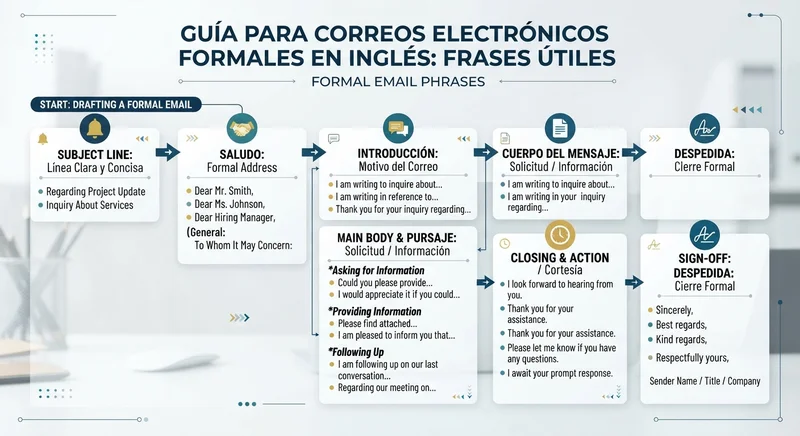 GUÍA PARA CORREOS ELECTRÓNICOS
FORMALES EN INGLÉS: FRASES ÚTILES
FORMAL EMAIL PHRASES
START: DRAFTING A FORMAL EMAIL
SUBJECT LINE:
Línea Clara y Concisa
Regarding Project Update
Inquiry About Services
SALUDO:
Formal Address
Dear Mr. Smith,
Dear Ms. Johnson,
Dear Hiring Manager,
(General:
To Whom It May Concern:
INTRODUCCIÓN:
Motivo del Correo
I am writing to inquire about...
I am writing in reference to...
Thank you for your inquiry regarding...
CUERPO DEL MENSAJE:
Solicitud / Información
I am writing to inquire about...
I am writing in your inquiry
regarding...
DESPEDIDA:
Cierre Formal
MAIN BODY & PURSAJE:
Solicitud / Información
*Asking for Information
Could you please provide...
I would appreciate it if you could...
*Providing Information
Please find attached...
I am pleased to inform you that...
*Following Up
I am following up on our last
conversation...
Regarding our meeting on...
CLOSING & ACTION
/ Cortesía
I look forward to hearing from
you.
Thank you for your
assistance.
Thank you for your assistance.
Please let me know if you have
any questions.
I await your prompt response.
SIGN-OFF:
DESPEDIDA:
Cierre Formal
Sincerely,
Best regards,
Kind regards,
Respectfully yours,
Sender Name / Title / Company